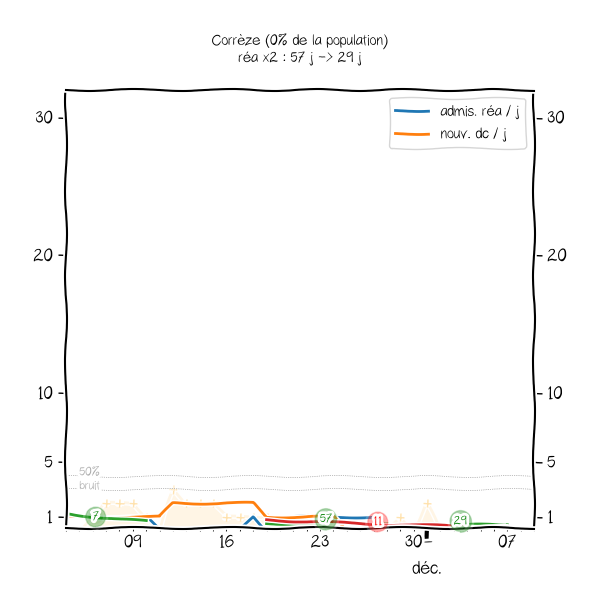 Corrèze (0% de la population)
réa x2 : 57 j -> 29 j
admis. réa / j
nouv. dc / j
30 30
20 20
10 10
5 5
50%
bruit
1 1
7 57 11 29
09 16 23 30 07
déc.